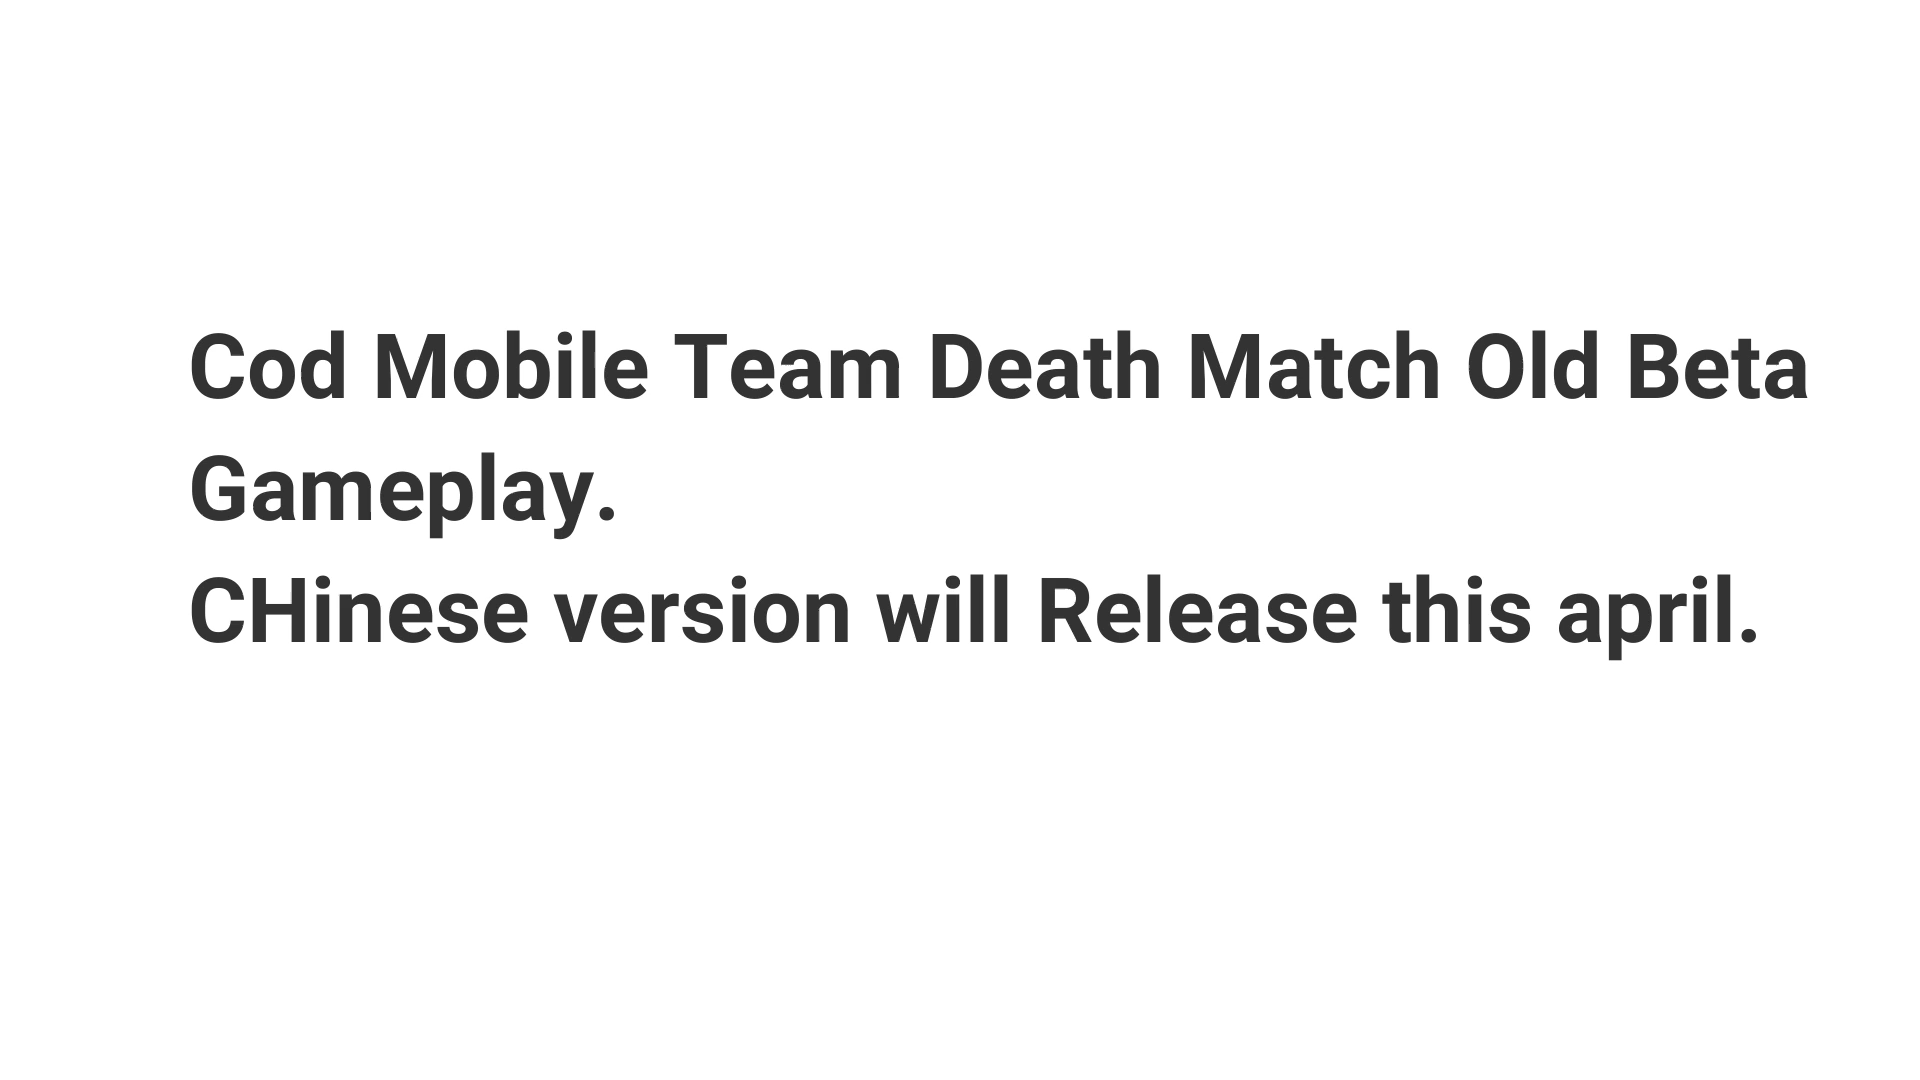 Cod Mobile Team Death Match Old Beta
Gameplay.
CHinese version will Release this april.